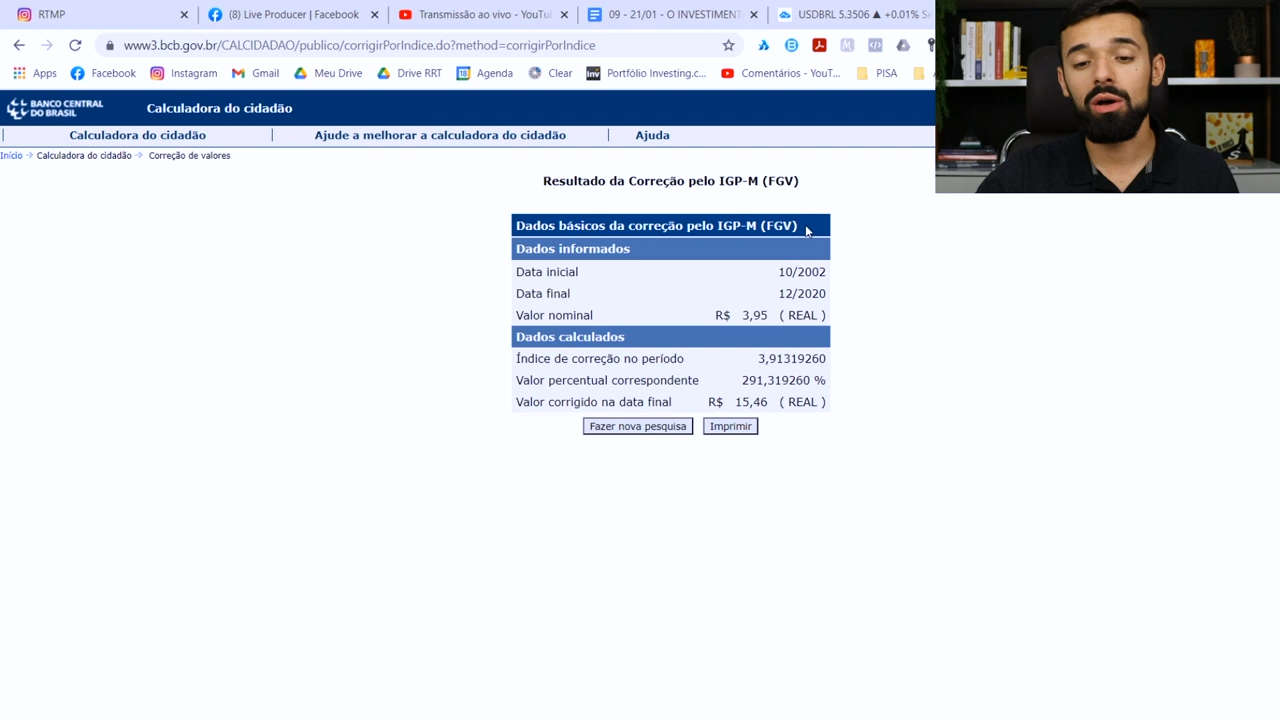 RTMP
(8) Live Producer | Facebook
Transmissão ao vivo - YouTu
09 - 21/01 - O INVESTIMENT
USDBRL 5.3506 ▲ +0.01%
www3.bcb.gov.br/CALCIDADAO/publico/corrigirPorIndice.do?method=corrigirPorIndice
Apps
Facebook
Instagram
Gmail
Meu Drive
Drive RRT
Agenda
Clear
Portfólio Investing.c...
Comentários - YouT...
PISA
BANCO CENTRAL
DO BRASIL
Calculadora do cidadão
Calculadora do cidadão
Ajude a melhorar a calculadora do cidadão
Ajuda
Início
Calculadora do cidadão
Correção de valores
Resultado da Correção pelo IGP-M (FGV)
Dados básicos da correção pelo IGP-M (FGV)
Dados informados
Data inicial 10/2002
Data final 12/2020
Valor nominal R$ 3,95 ( REAL )
Dados calculados
Índice de correção no período 3,91319260
Valor percentual correspondente 291,319260 %
Valor corrigido na data final R$ 15,46 ( REAL )
Fazer nova pesquisa
Imprimir